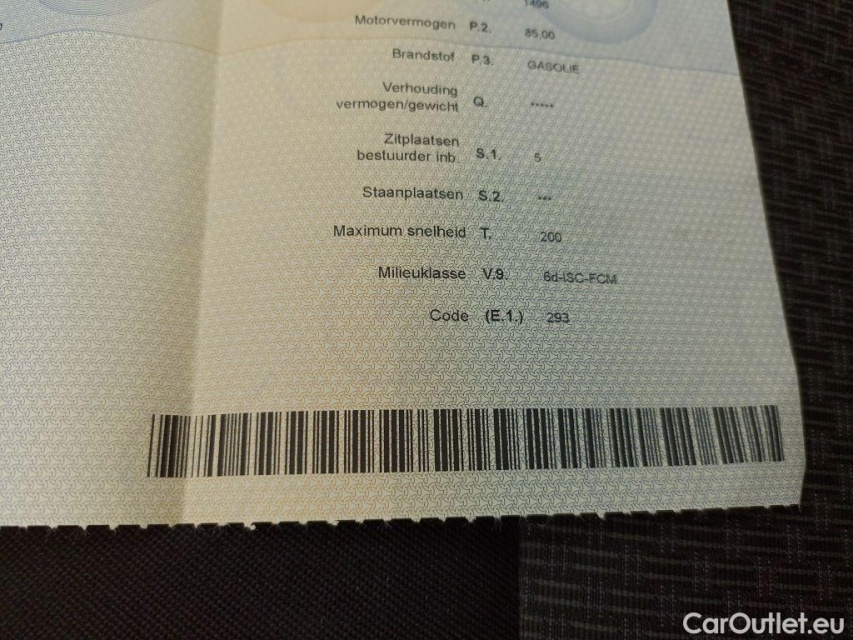 1496
Motorvermogen P.2. 85,00
Brandstof P.3. GASOLIE
Verhouding
vermogen/gewicht Q. *****
Zitplaatsen
bestuurder inb. S.1. 5
Staanplaatsen S.2. ***
Maximum snelheid T. 200
Milieuklasse V.9. 6d-ISC-FCM
Code (E.1.) 293
CarOutlet.eu